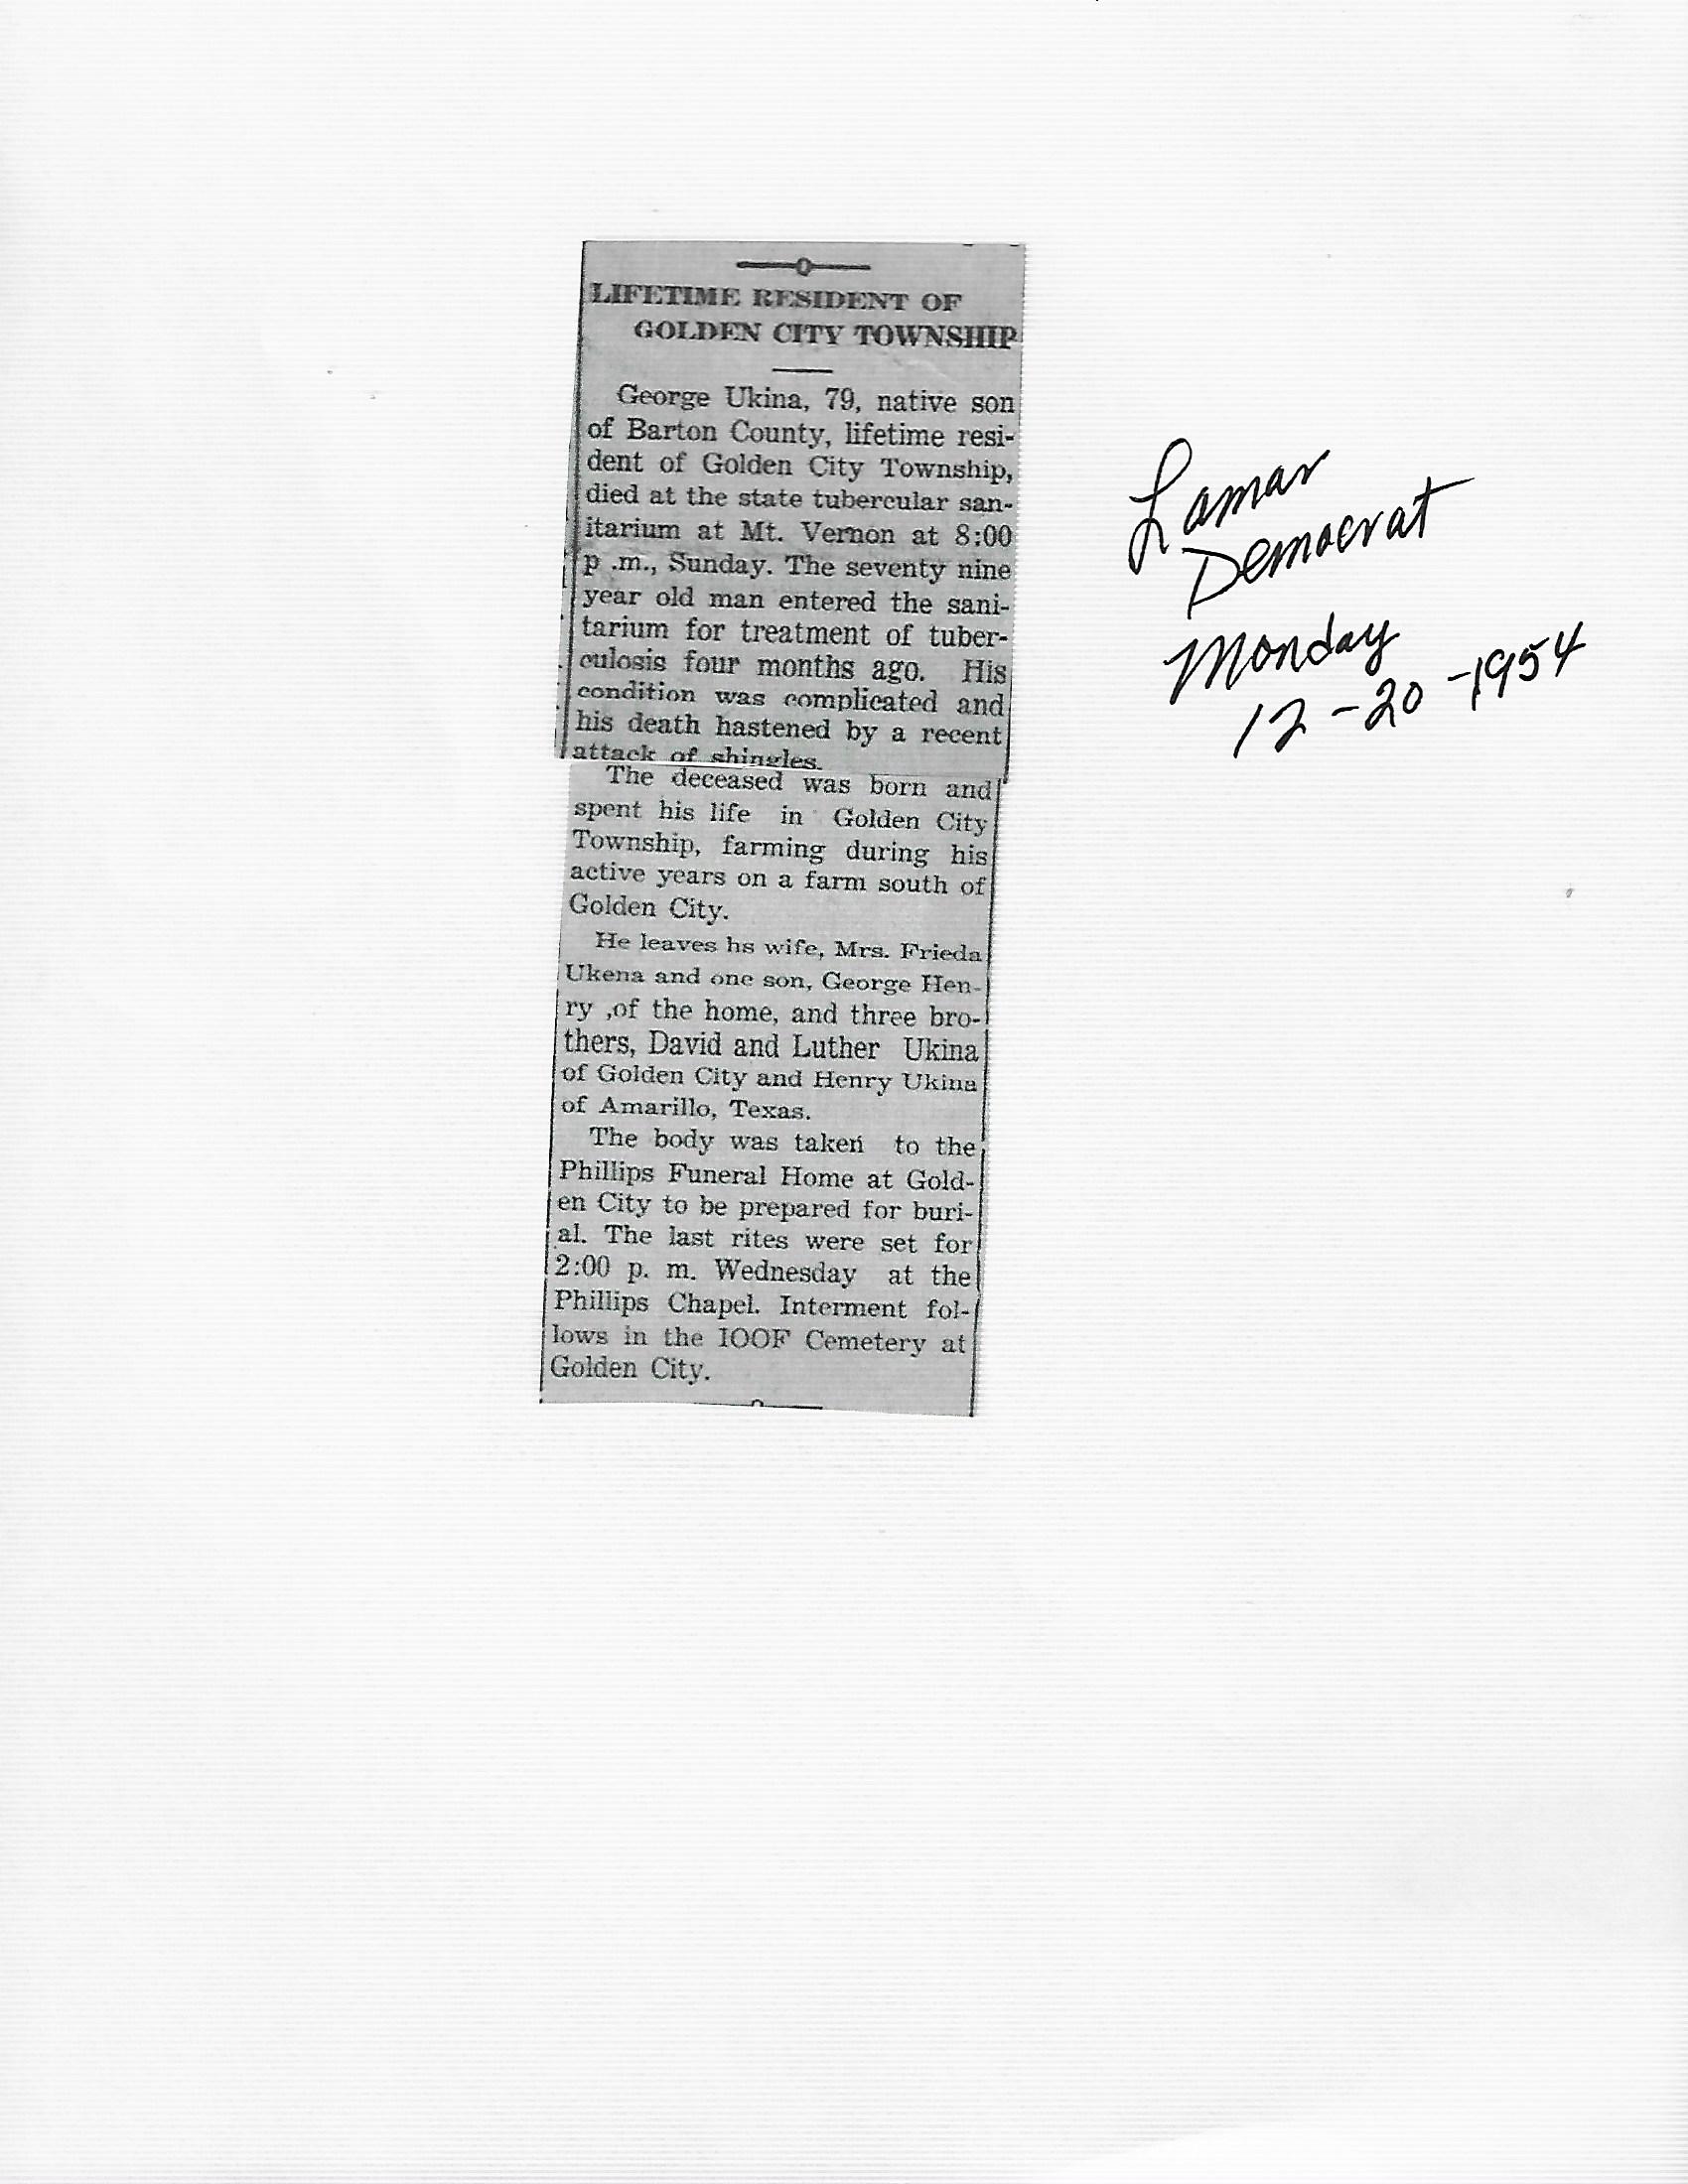 LIFETIME RESIDENT OF
GOLDEN CITY TOWNSHIP
George Ukina, 79, native son
of Barton County, lifetime resi-
dent of Golden City Township,
died at the state tubercular san-
itarium at Mt. Vernon at 8:00
p .m., Sunday. The seventy nine
year old man entered the sani-
tarium for treatment of tuber-
culosis four months ago. His
condition was complicated and
his death hastened by a recent
attack of shingles.
The deceased was born and
spent his life in Golden City
Township, farming during his
active years on a farm south of
Golden City.
He leaves hs wife, Mrs. Frieda
Ukena and one son, George Hen-
ry ,of the home, and three bro-
thers, David and Luther Ukina
of Golden City and Henry Ukina
of Amarillo, Texas.
The body was taken to the
Phillips Funeral Home at Gold-
en City to be prepared for buri-
al. The last rites were set for
2:00 p. m. Wednesday at the
Phillips Chapel. Interment fol-
lows in the IOOF Cemetery at
Golden City.
Lamar
Democrat
Monday
12-20-1954